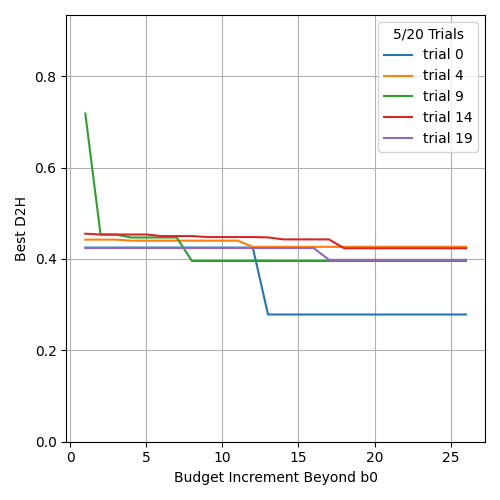 5/20 Trials
trial 0
trial 4
trial 9
trial 14
trial 19
Best D2H
0.8
0.6
0.4
0.2
0.0
0 5 10 15 20 25
Budget Increment Beyond b0